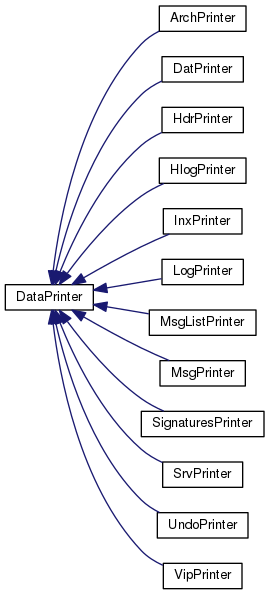 ArchPrinter
DatPrinter
HdrPrinter
HlogPrinter
InxPrinter
LogPrinter
DataPrinter
MsgListPrinter
MsgPrinter
SignaturesPrinter
SrvPrinter
UndoPrinter
VipPrinter